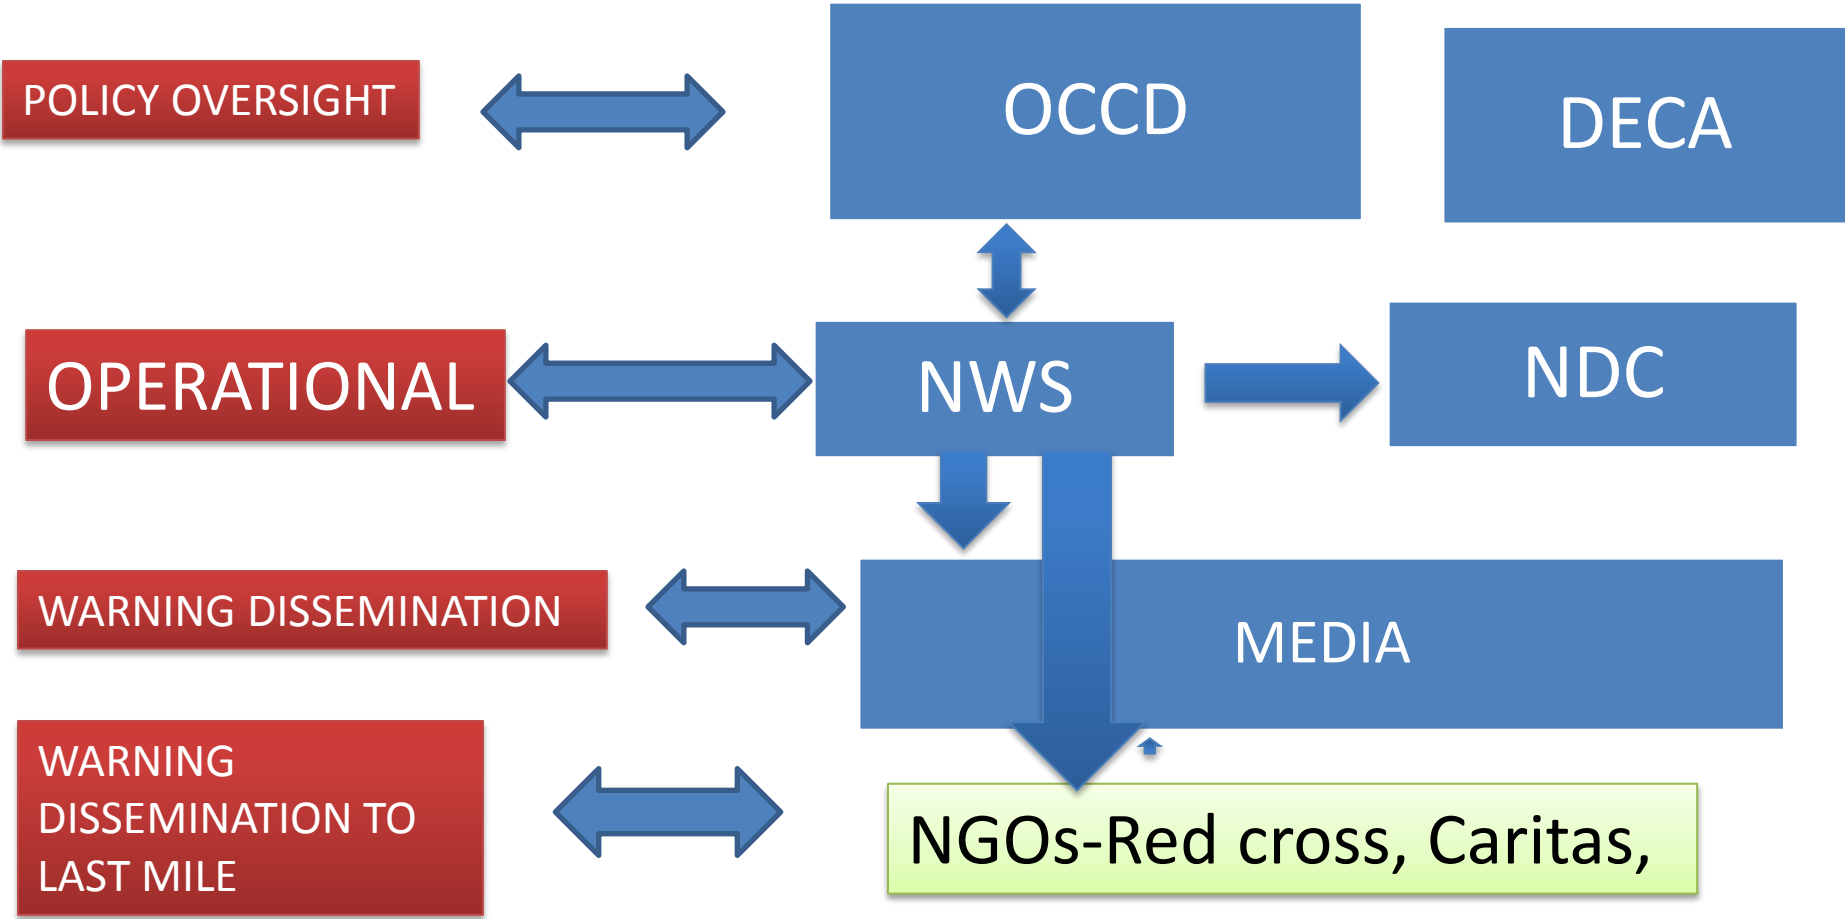 POLICY OVERSIGHT
OCCD
DECA
OPERATIONAL
NWS
NDC
WARNING DISSEMINATION
MEDIA
WARNING
DISSEMINATION TO
LAST MILE
NGOs-Red cross, Caritas,